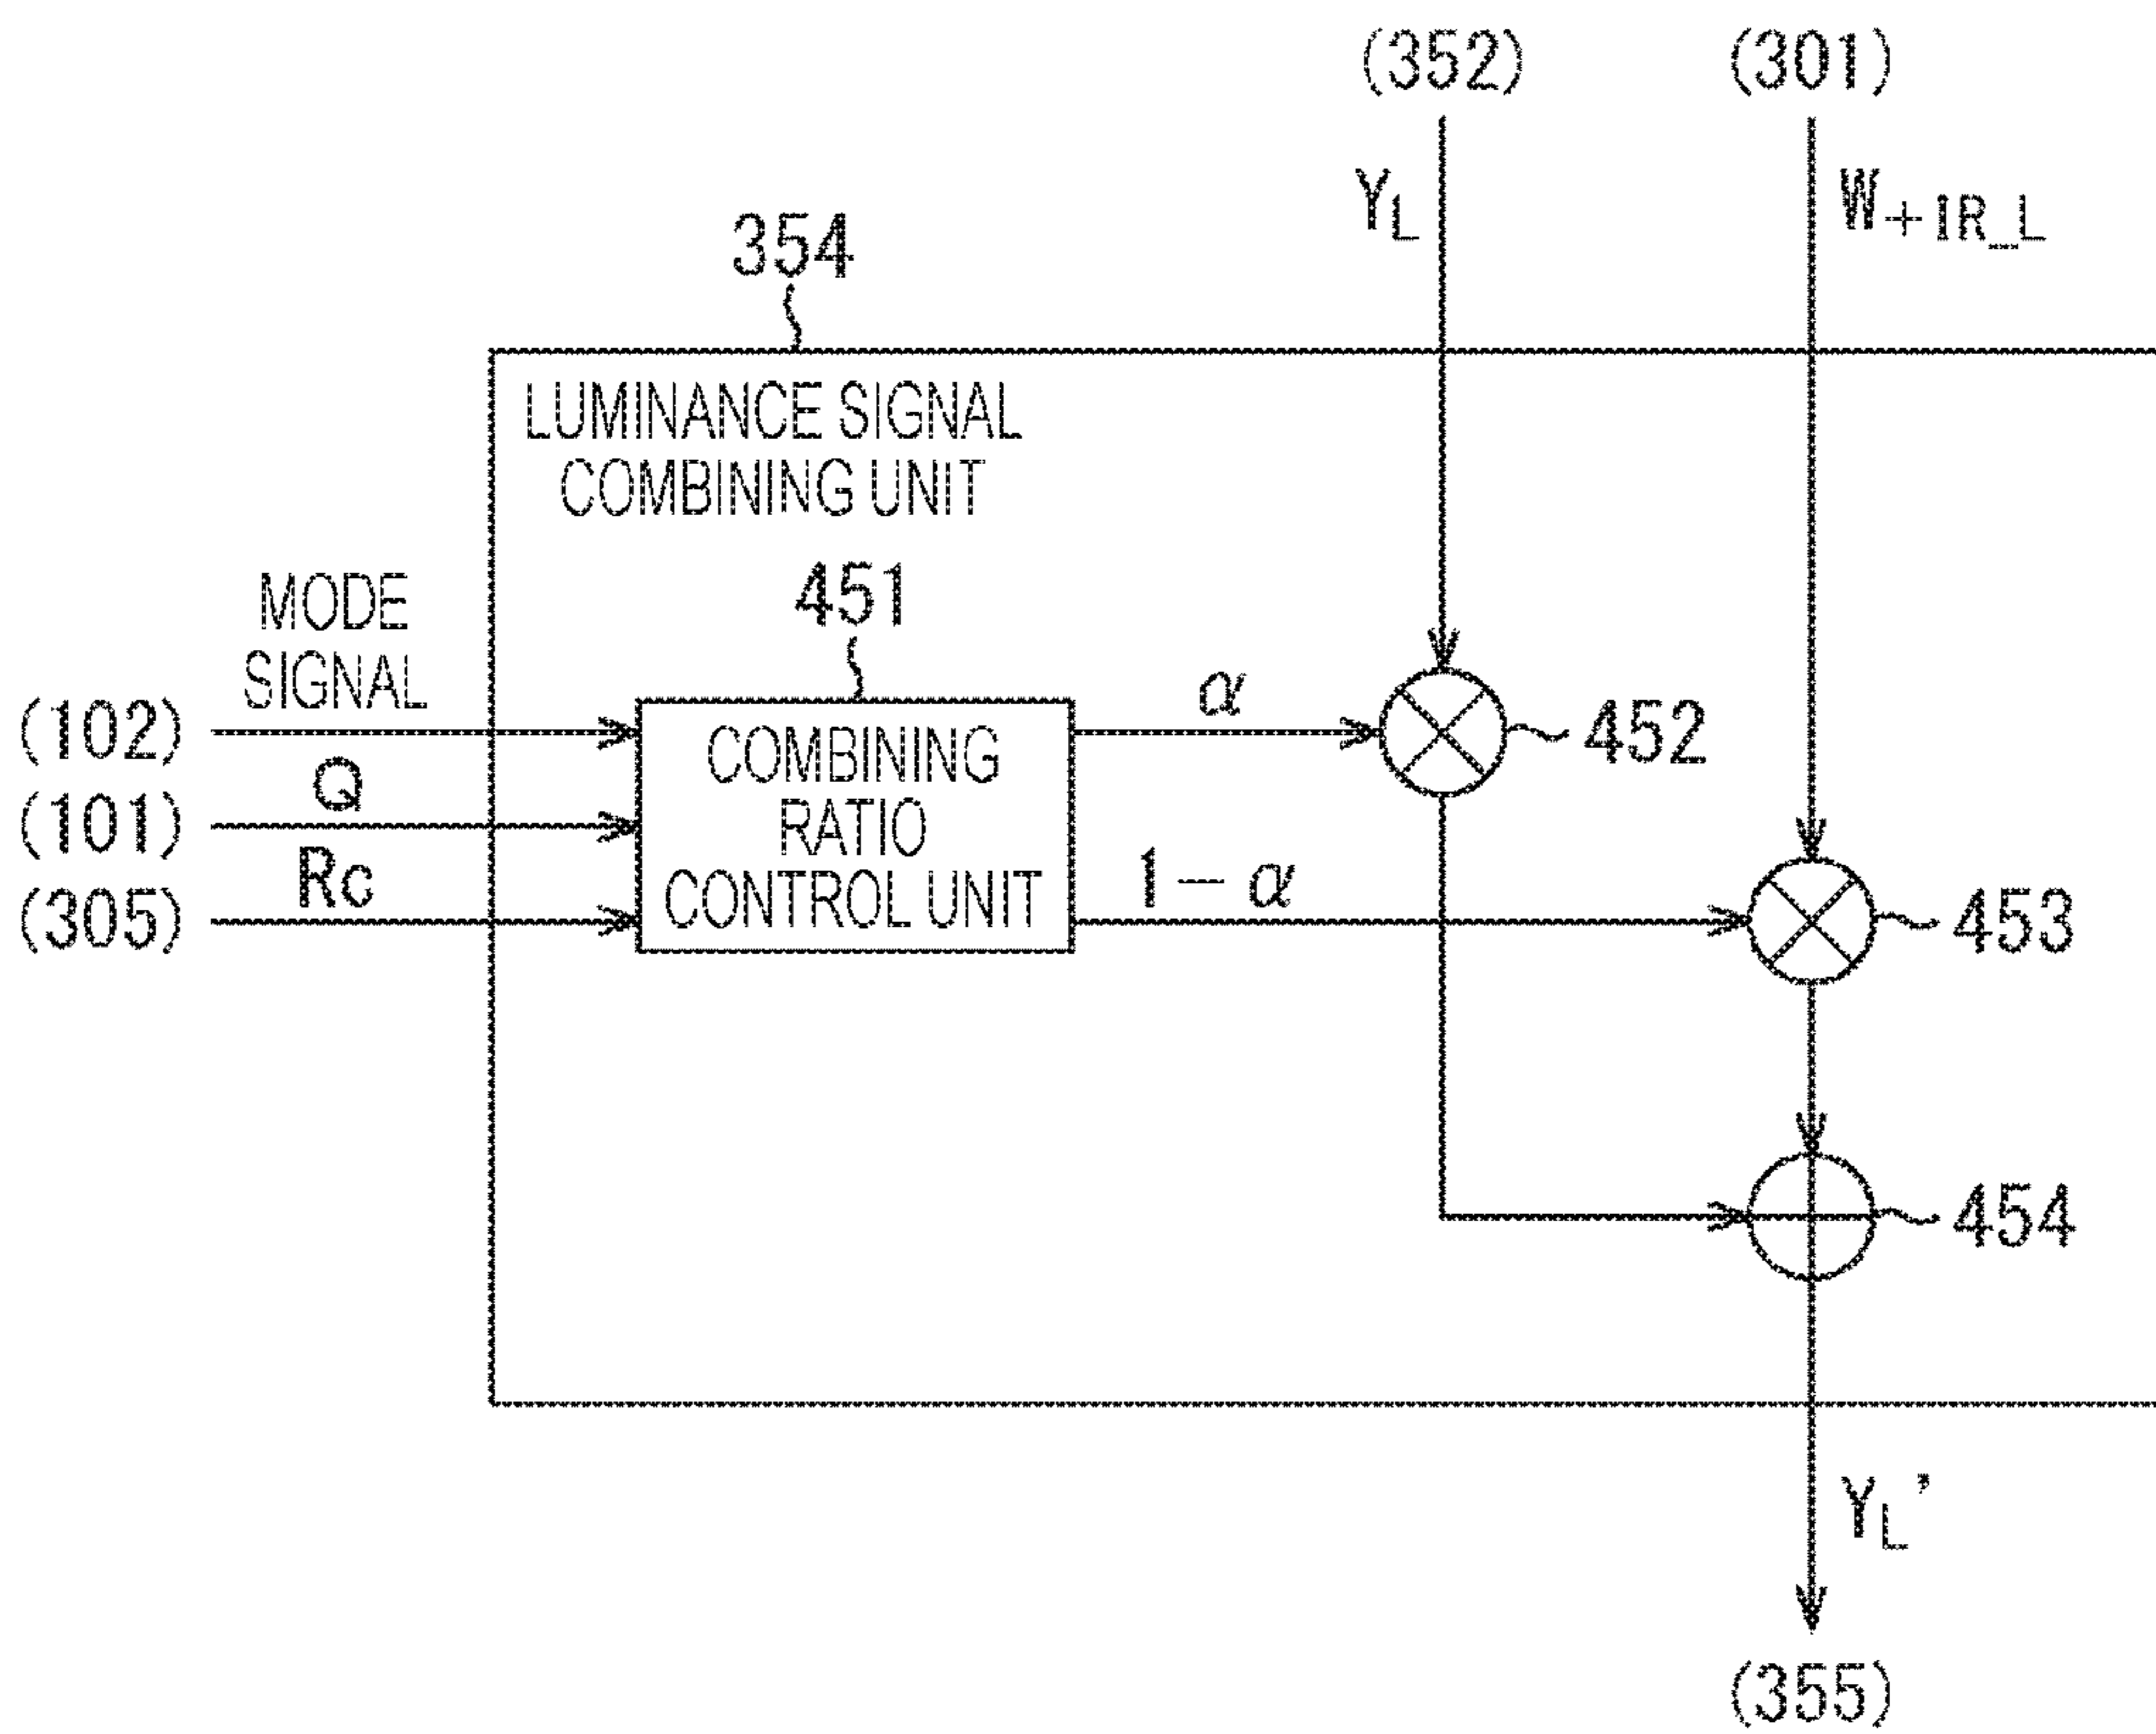 (352) (301)
YL W+IR_L
354
LUMINANCE SIGNAL
COMBINING UNIT
451
MODE
SIGNAL
(102)
Q
(101)
Rc
(305)
COMBINING
RATIO
CONTROL UNIT
α
452
1-α
453
454
YL'
(355)